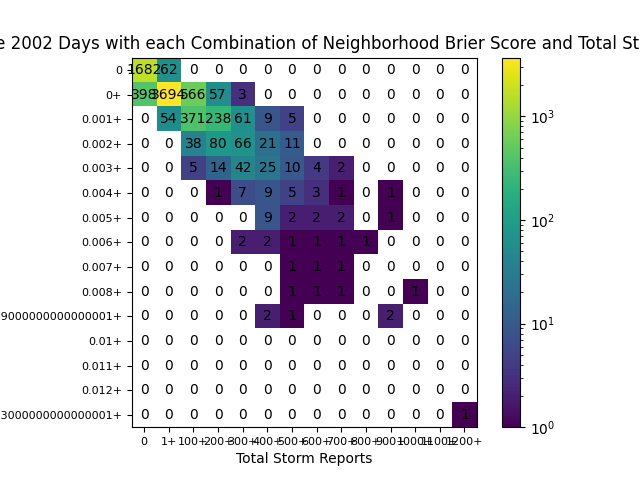 e 2002 Days with each Combination of Neighborhood Brier Score and Total St
0 1682 62 0 0 0 0 0 0 0 0 0 0 0 0
0+ 398 3694 566 57 3 0 0 0 0 0 0 0 0 0
0.001+ 0 54 371 238 61 9 5 0 0 0 0 0 0 0
0.002+ 0 0 38 80 66 21 11 0 0 0 0 0 0 0
0.003+ 0 0 5 14 42 25 10 4 2 0 0 0 0 0
0.004+ 0 0 0 1 7 9 5 3 1 0 1 0 0 0
0.005+ 0 0 0 0 0 9 2 2 2 0 1 0 0 0
0.006+ 0 0 0 0 2 2 1 1 1 1 0 0 0 0
0.007+ 0 0 0 0 0 0 1 1 1 0 0 0 0 0
0.008+ 0 0 0 0 0 0 1 1 1 0 0 1 0 0
9000000000000001+ 0 0 0 0 0 2 1 0 0 0 2 0 0 0
0.01+ 0 0 0 0 0 0 0 0 0 0 0 0 0 0
0.011+ 0 0 0 0 0 0 0 0 0 0 0 0 0 0
0.012+ 0 0 0 0 0 0 0 0 0 0 0 0 0 0
3000000000000001+ 0 0 0 0 0 0 0 0 0 0 0 0 0 1
0 1+ 100+ 200+ 300+ 400+ 500+ 600+ 700+ 800+ 900+ 1000+ 1100+ 1200+
Total Storm Reports
10³
10²
10¹
10⁰